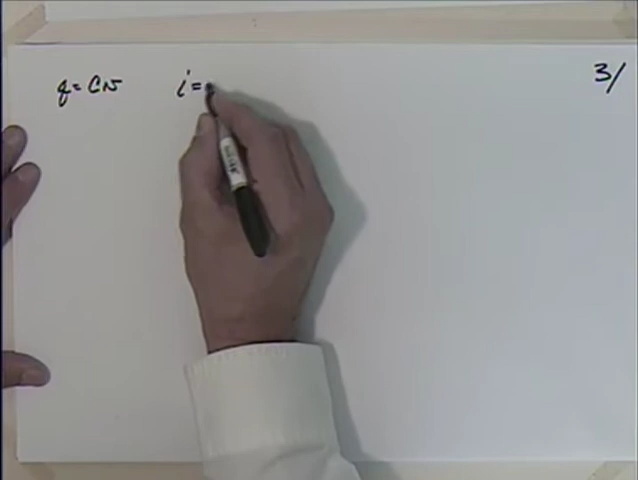 q = Cv i = 3/